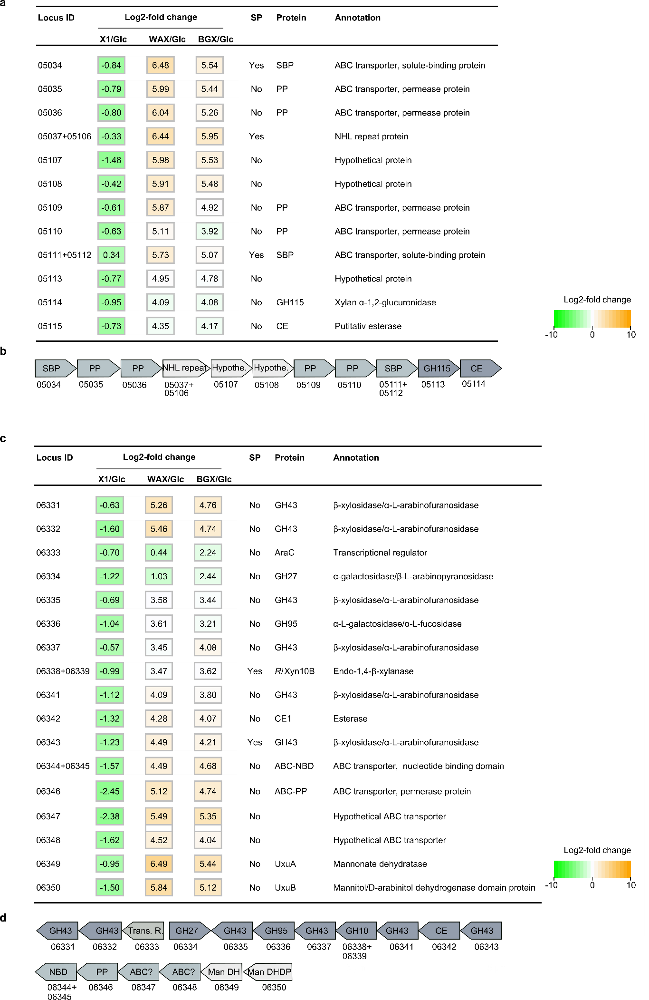 a
Locus ID Log2-fold change SP Protein Annotation
X1/Glc WAX/Glc BGX/Glc
05034 -0.84 6.48 5.54 Yes SBP ABC transporter, solute-binding protein
05035 -0.79 5.99 5.44 No PP ABC transporter, permease protein
05036 -0.80 6.04 5.26 No PP ABC transporter, permease protein
05037+05106 -0.33 6.44 5.95 Yes NHL repeat protein
05107 -1.48 5.98 5.53 No Hypothetical protein
05108 -0.42 5.91 5.48 No Hypothetical protein
05109 -0.61 5.87 4.92 No PP ABC transporter, permease protein
05110 -0.63 5.11 3.92 No PP ABC transporter, permease protein
05111+05112 0.34 5.73 5.07 Yes SBP ABC transporter, solute-binding protein
05113 -0.77 4.95 4.78 No Hypothetical protein
05114 -0.95 4.09 4.08 No GH115 Xylan α-1,2-glucuronidase
05115 -0.73 4.35 4.17 No CE Putitativ esterase
Log2-fold change
-10 0 10
b
SBP PP PP NHL repeat Hypothe. Hypothe. PP PP SBP GH115 CE
05034 05035 05036 05037+ 05107 05108 05109 05110 05111+ 05113 05114
05106 05112
c
Locus ID Log2-fold change SP Protein Annotation
X1/Glc WAX/Glc BGX/Glc
06331 -0.63 5.26 4.76 No GH43 β-xylosidase/α-L-arabinofuranosidase
06332 -1.60 5.46 4.74 No GH43 β-xylosidase/α-L-arabinofuranosidase
06333 -0.70 0.44 2.24 No AraC Transcriptional regulator
06334 -1.22 1.03 2.44 No GH27 α-galactosidase/β-L-arabinopyranosidase
06335 -0.69 3.58 3.44 No GH43 β-xylosidase/α-L-arabinofuranosidase
06336 -1.04 3.61 3.21 No GH95 α-L-galactosidase/α-L-fucosidase
06337 -0.57 3.45 4.08 No GH43 β-xylosidase/α-L-arabinofuranosidase
06338+06339 -0.99 3.47 3.62 Yes RiXyn10B Endo-1,4-β-xylanase
06341 -1.12 4.09 3.80 No GH43 β-xylosidase/α-L-arabinofuranosidase
06342 -1.32 4.28 4.07 No CE1 Esterase
06343 -1.23 4.49 4.21 Yes GH43 β-xylosidase/α-L-arabinofuranosidase
06344+06345 -1.57 4.49 4.68 No ABC-NBD ABC transporter, nucleotide binding domain
06346 -2.45 5.12 4.74 No ABC-PP ABC transporter, permerase protein
06347 -2.38 5.49 5.35 No Hypothetical ABC transporter
06348 -1.62 4.52 4.04 No Hypothetical ABC transporter
06349 -0.95 6.49 5.44 No UxuA Mannonate dehydratase
06350 -1.50 5.84 5.12 No UxuB Mannitol/D-arabinitol dehydrogenase domain protein
Log2-fold change
-10 0 10
d
GH43 GH43 Trans. R. GH27 GH43 GH95 GH43 GH10 GH43 CE GH43
06331 06332 06333 06334 06335 06336 06337 06338+ 06341 06342 06343
06339
NBD PP ABC? ABC? Man DH Man DHDP
06344+ 06346 06347 06348 06349 06350
06345